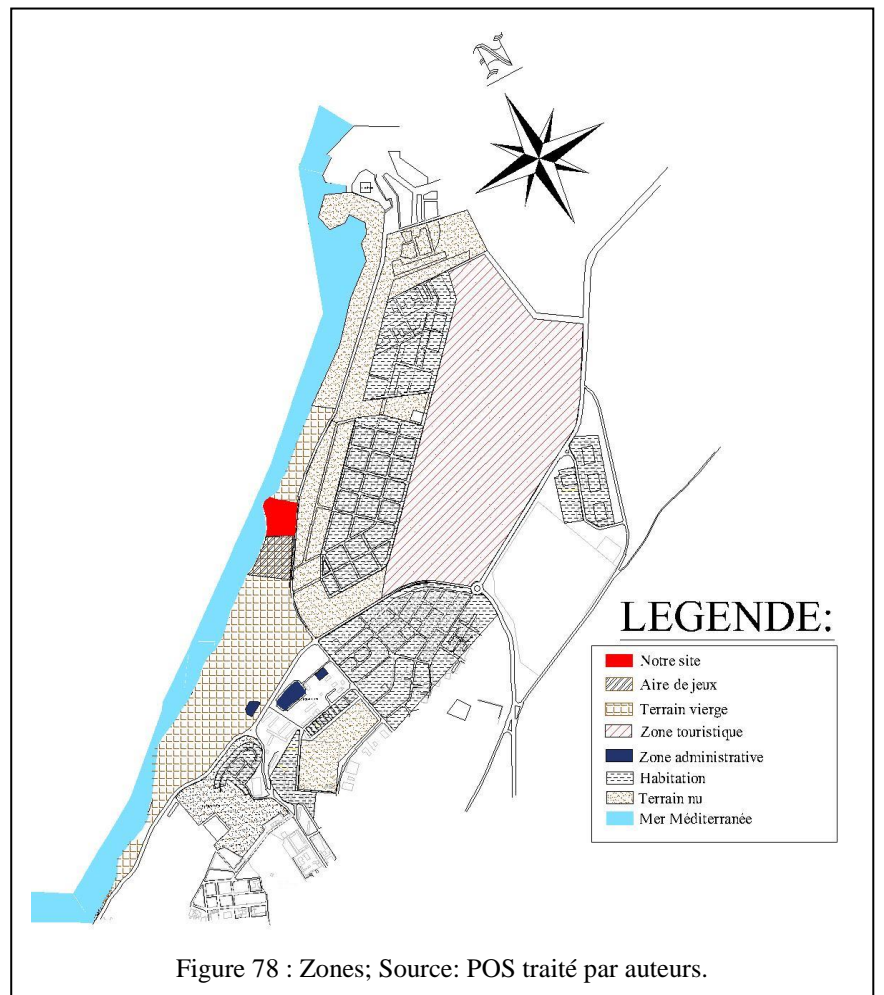 N
LEGENDE:
Notre site
Aire de jeux
Terrain vierge
Zone touristique
Zone administrative
Habitation
Terrain nu
Mer Méditerranée
Figure 78 : Zones; Source: POS traité par auteurs.